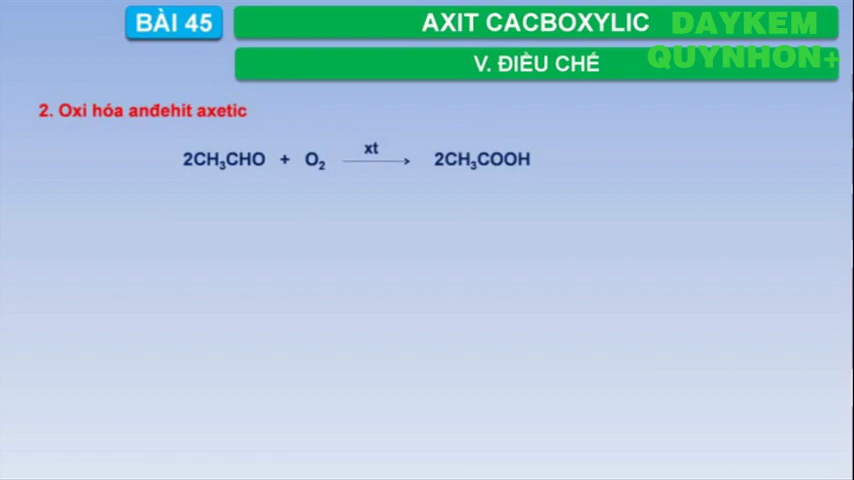 BÀI 45
AXIT CACBOXYLIC
DAYKEM
QUYNHON+
V. ĐIỀU CHẾ
2. Oxi hóa anđehit axetic
xt
2CH₃CHO + O₂ ⟶ 2CH₃COOH